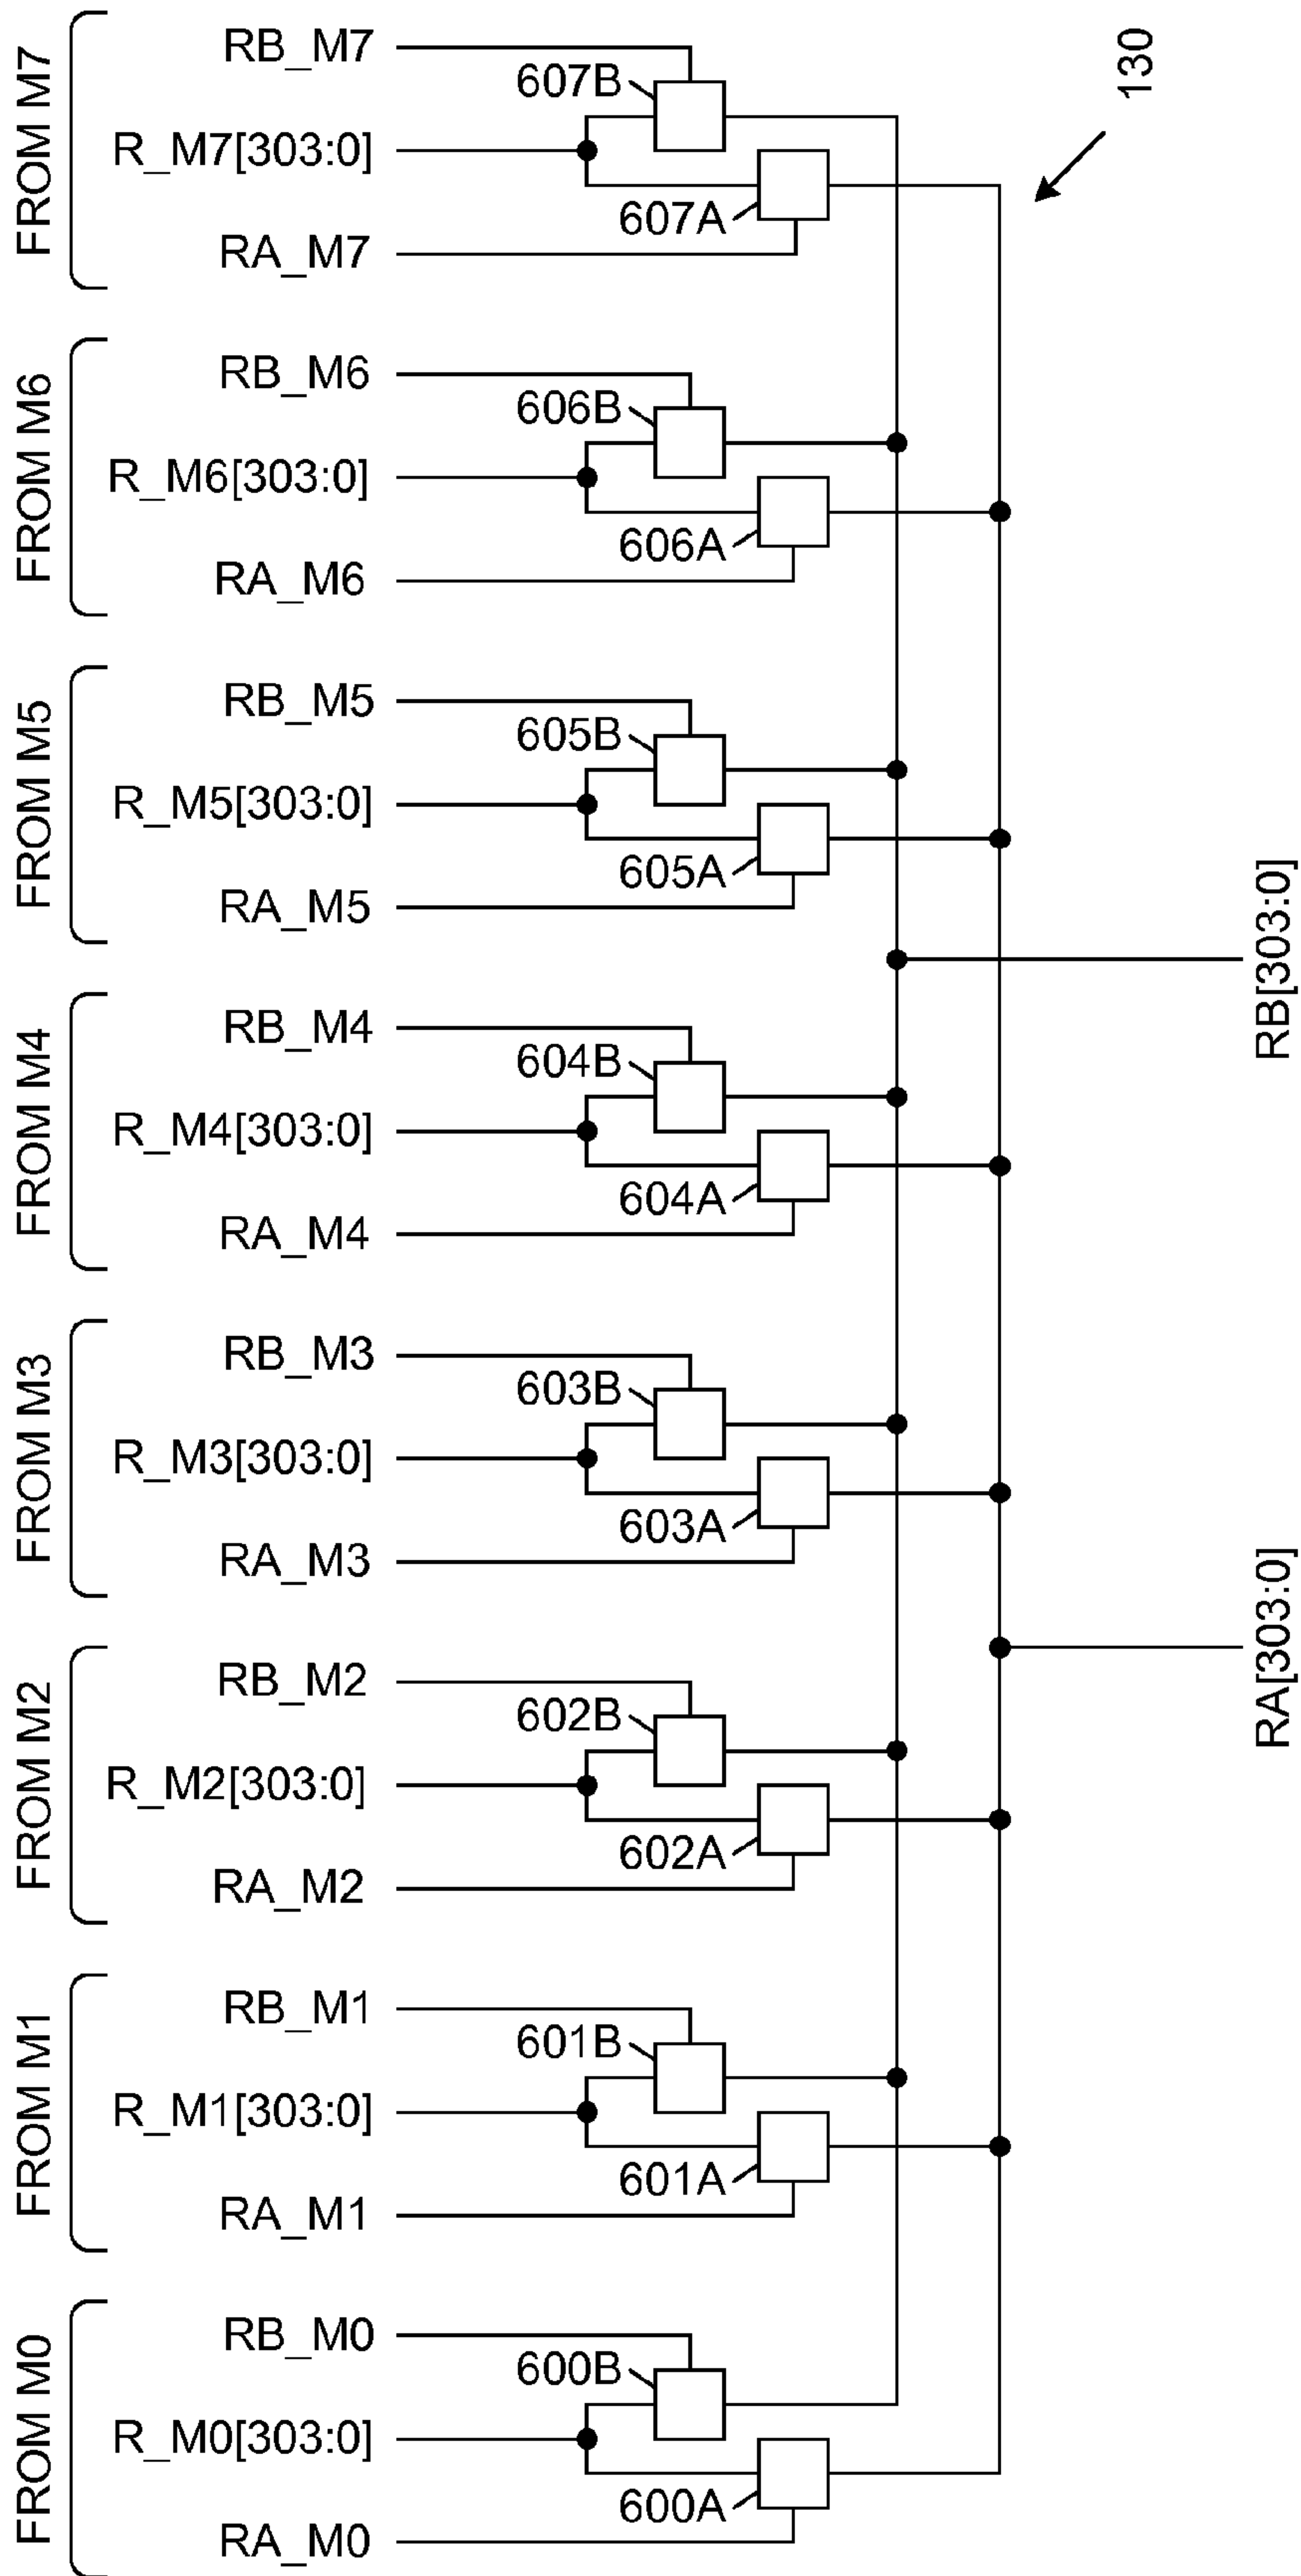 FROM M7
RB_M7
607B
R_M7[303:0]
607A
RA_M7
130
FROM M6
RB_M6
606B
R_M6[303:0]
606A
RA_M6
FROM M5
RB_M5
605B
R_M5[303:0]
605A
RA_M5
RB[303:0]
FROM M4
RB_M4
604B
R_M4[303:0]
604A
RA_M4
FROM M3
RB_M3
603B
R_M3[303:0]
603A
RA_M3
RA[303:0]
FROM M2
RB_M2
602B
R_M2[303:0]
602A
RA_M2
FROM M1
RB_M1
601B
R_M1[303:0]
601A
RA_M1
FROM M0
RB_M0
600B
R_M0[303:0]
600A
RA_M0